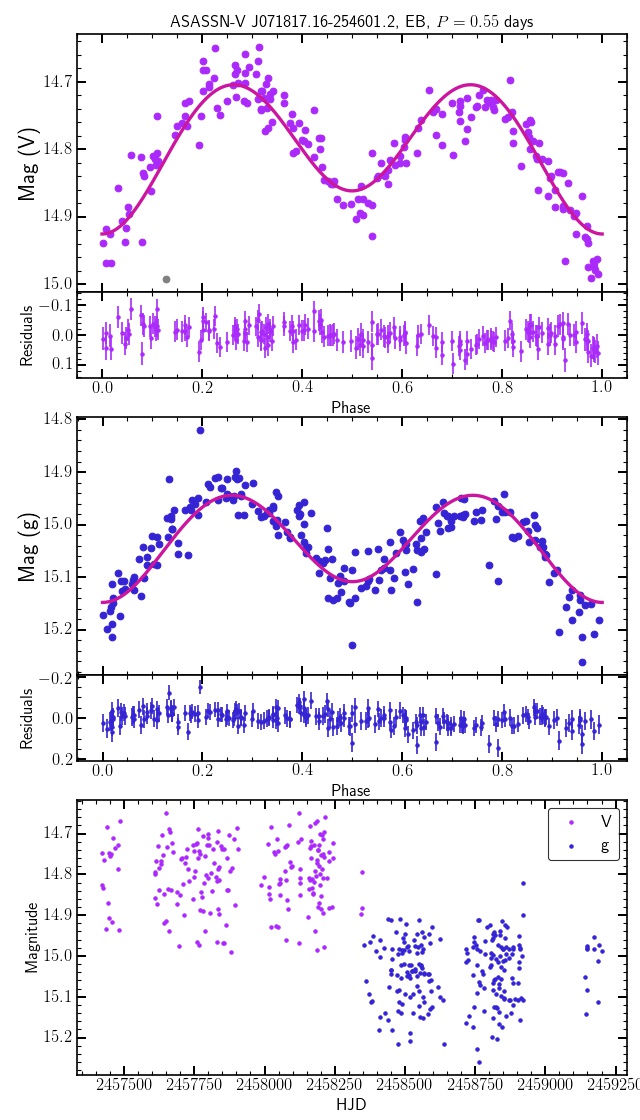 ASASSN-V J071817.16-254601.2, EB, P = 0.55 days
Mag (V)
14.7
14.8
14.9
15.0
Residuals
−0.1
0.0
0.1
0.0 0.2 0.4 0.6 0.8 1.0
Phase
Mag (g)
14.8
14.9
15.0
15.1
15.2
Residuals
−0.2
0.0
0.2
0.0 0.2 0.4 0.6 0.8 1.0
Phase
V
g
Magnitude
14.7
14.8
14.9
15.0
15.1
15.2
2457500 2457750 2458000 2458250 2458500 2458750 2459000 245925
HJD